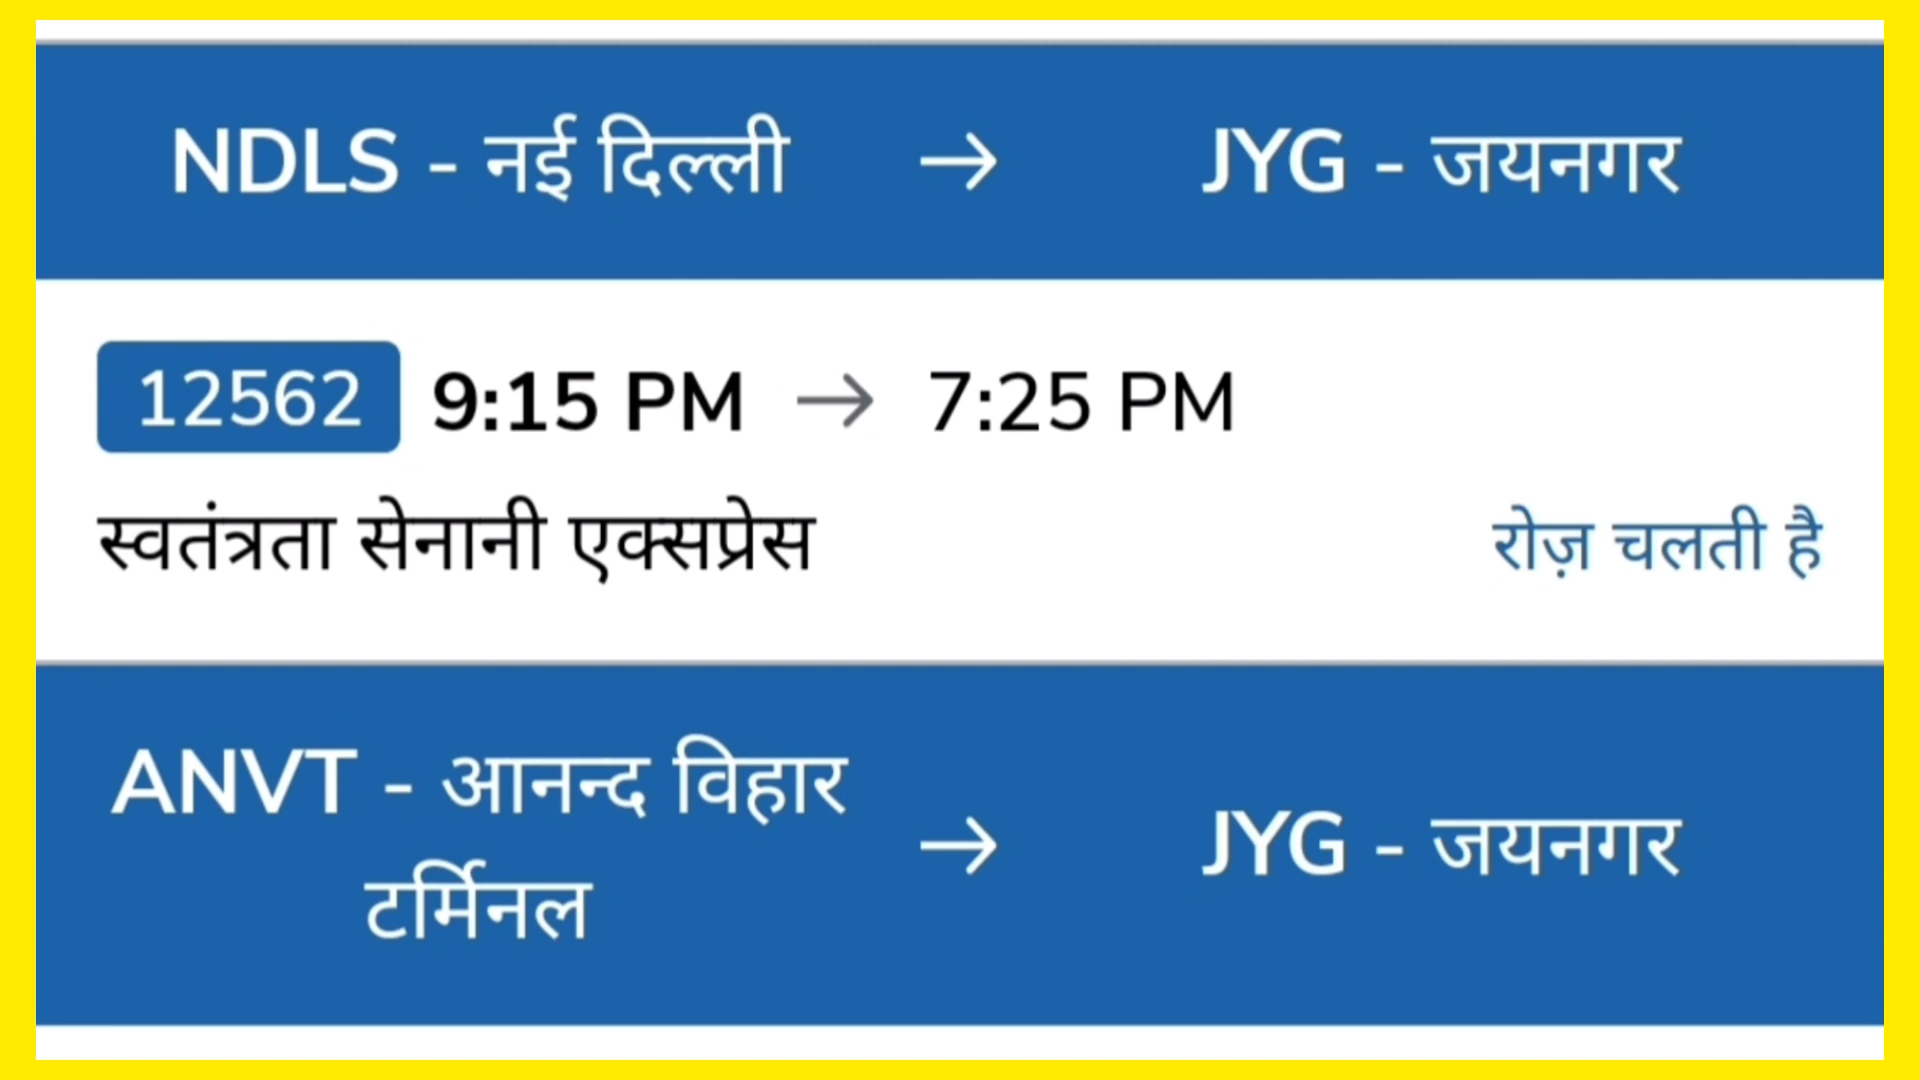 NDLS - नई दिल्ली → JYG - जयनगर
12562 9:15 PM → 7:25 PM
स्वतंत्रता सेनानी एक्सप्रेस रोज़ चलती है
ANVT - आनन्द विहार
टर्मिनल → JYG - जयनगर